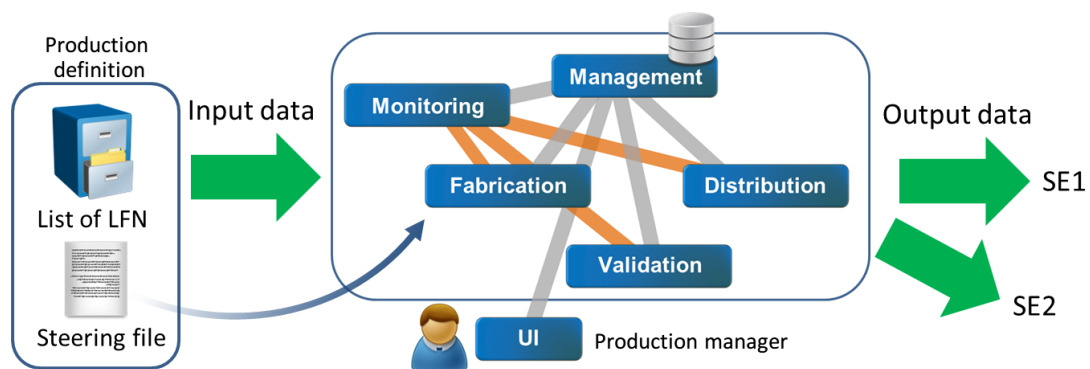 Production
definition
Input data
List of LFN
Steering file
Management
Monitoring
Fabrication
Distribution
Validation
UI
Production manager
Output data
SE1
SE2